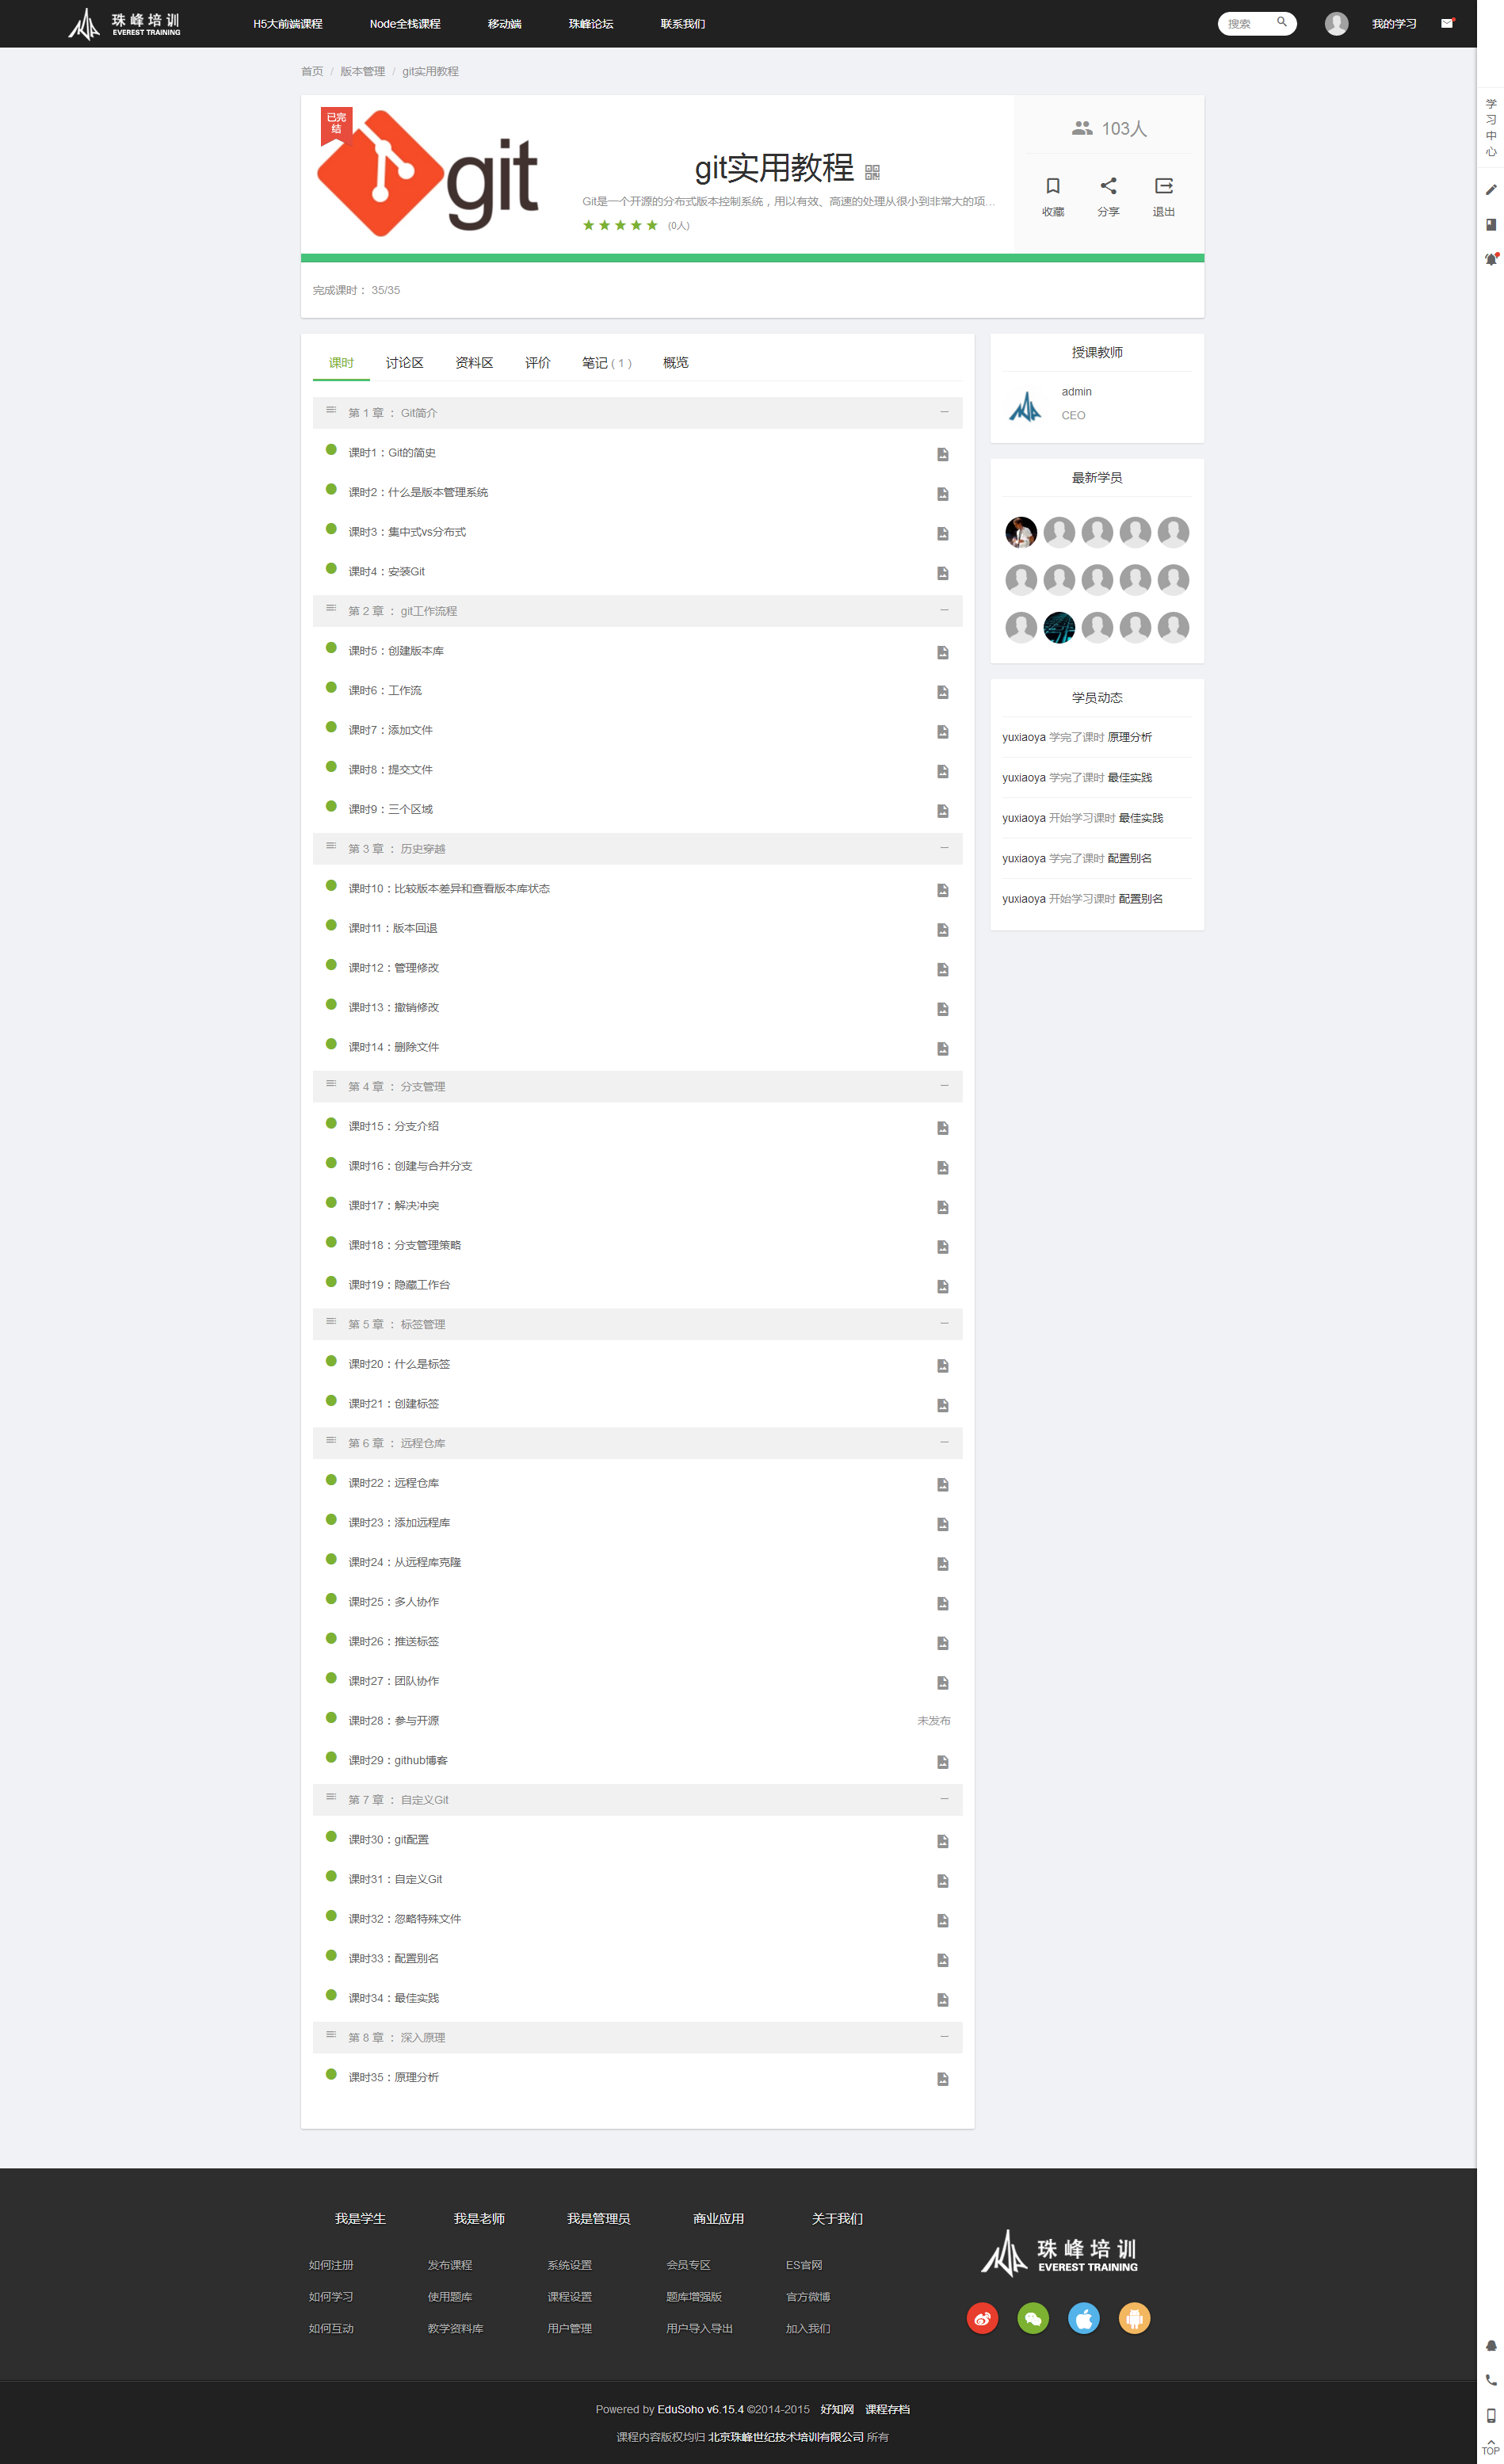 珠峰培训
EVEREST TRAINING
H5大前端课程
Node全栈课程
移动端
珠峰论坛
联系我们
搜索
我的学习
首页 / 版本管理 / git实用教程
已完
结
git
git实用教程
Git是一个开源的分布式版本控制系统，用以有效、高速的处理从很小到非常大的项...
(0人)
103人
收藏
分享
退出
完成课时： 35/35
课时
讨论区
资料区
评价
笔记 ( 1 )
概览
第 1 章 ： Git简介
课时1：Git的简史
课时2：什么是版本管理系统
课时3：集中式vs分布式
课时4：安装Git
第 2 章 ： git工作流程
课时5：创建版本库
课时6：工作流
课时7：添加文件
课时8：提交文件
课时9：三个区域
第 3 章 ： 历史穿越
课时10：比较版本差异和查看版本库状态
课时11：版本回退
课时12：管理修改
课时13：撤销修改
课时14：删除文件
第 4 章 ： 分支管理
课时15：分支介绍
课时16：创建与合并分支
课时17：解决冲突
课时18：分支管理策略
课时19：隐藏工作台
第 5 章 ： 标签管理
课时20：什么是标签
课时21：创建标签
第 6 章 ： 远程仓库
课时22：远程仓库
课时23：添加远程库
课时24：从远程库克隆
课时25：多人协作
课时26：推送标签
课时27：团队协作
课时28：参与开源 未发布
课时29：github博客
第 7 章 ： 自定义Git
课时30：git配置
课时31：自定义Git
课时32：忽略特殊文件
课时33：配置别名
课时34：最佳实践
第 8 章 ： 深入原理
课时35：原理分析
授课教师
admin
CEO
最新学员
学员动态
yuxiaoya 学完了课时 原理分析
yuxiaoya 学完了课时 最佳实践
yuxiaoya 开始学习课时 最佳实践
yuxiaoya 学完了课时 配置别名
yuxiaoya 开始学习课时 配置别名
学
习
中
心
我是学生
如何注册
如何学习
如何互动
我是老师
发布课程
使用题库
教学资料库
我是管理员
系统设置
课程设置
用户管理
商业应用
会员专区
题库增强版
用户导入导出
关于我们
ES官网
官方微博
加入我们
珠峰培训
EVEREST TRAINING
Powered by EduSoho v6.15.4 ©2014-2015 好知网 课程存档
课程内容版权均归 北京珠峰世纪技术培训有限公司 所有
TOP